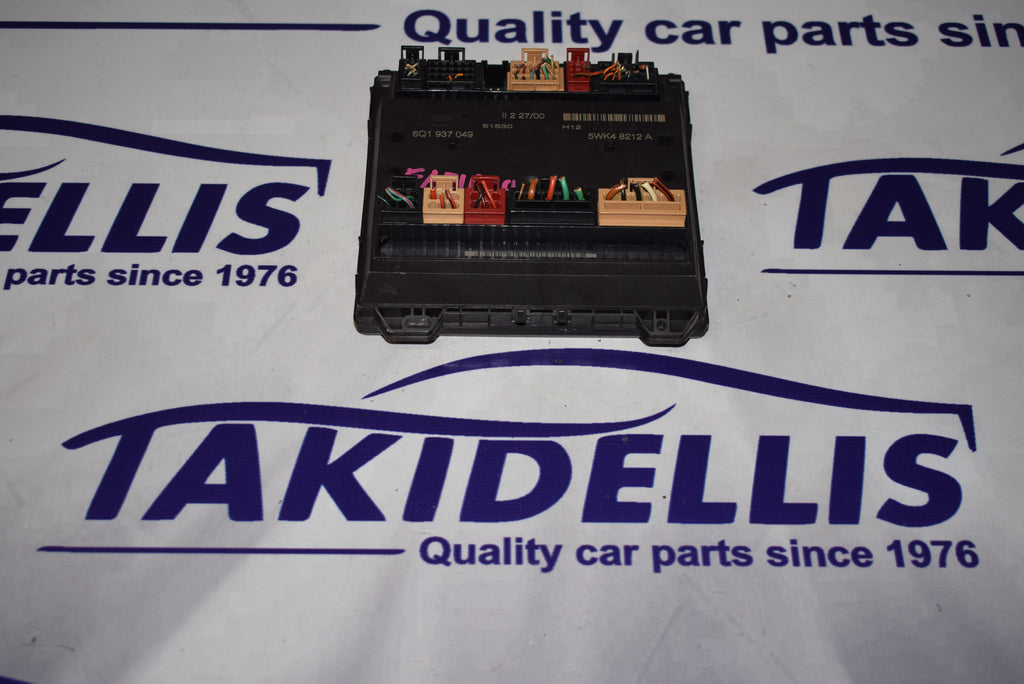 Quality car parts sin
II 2 27/00
S1S30 H12
6Q1 937 049 5WK4 8212 A
ELLIS
parts since 1976
TAK
TAKIDELLIS
Quality car parts since 1976